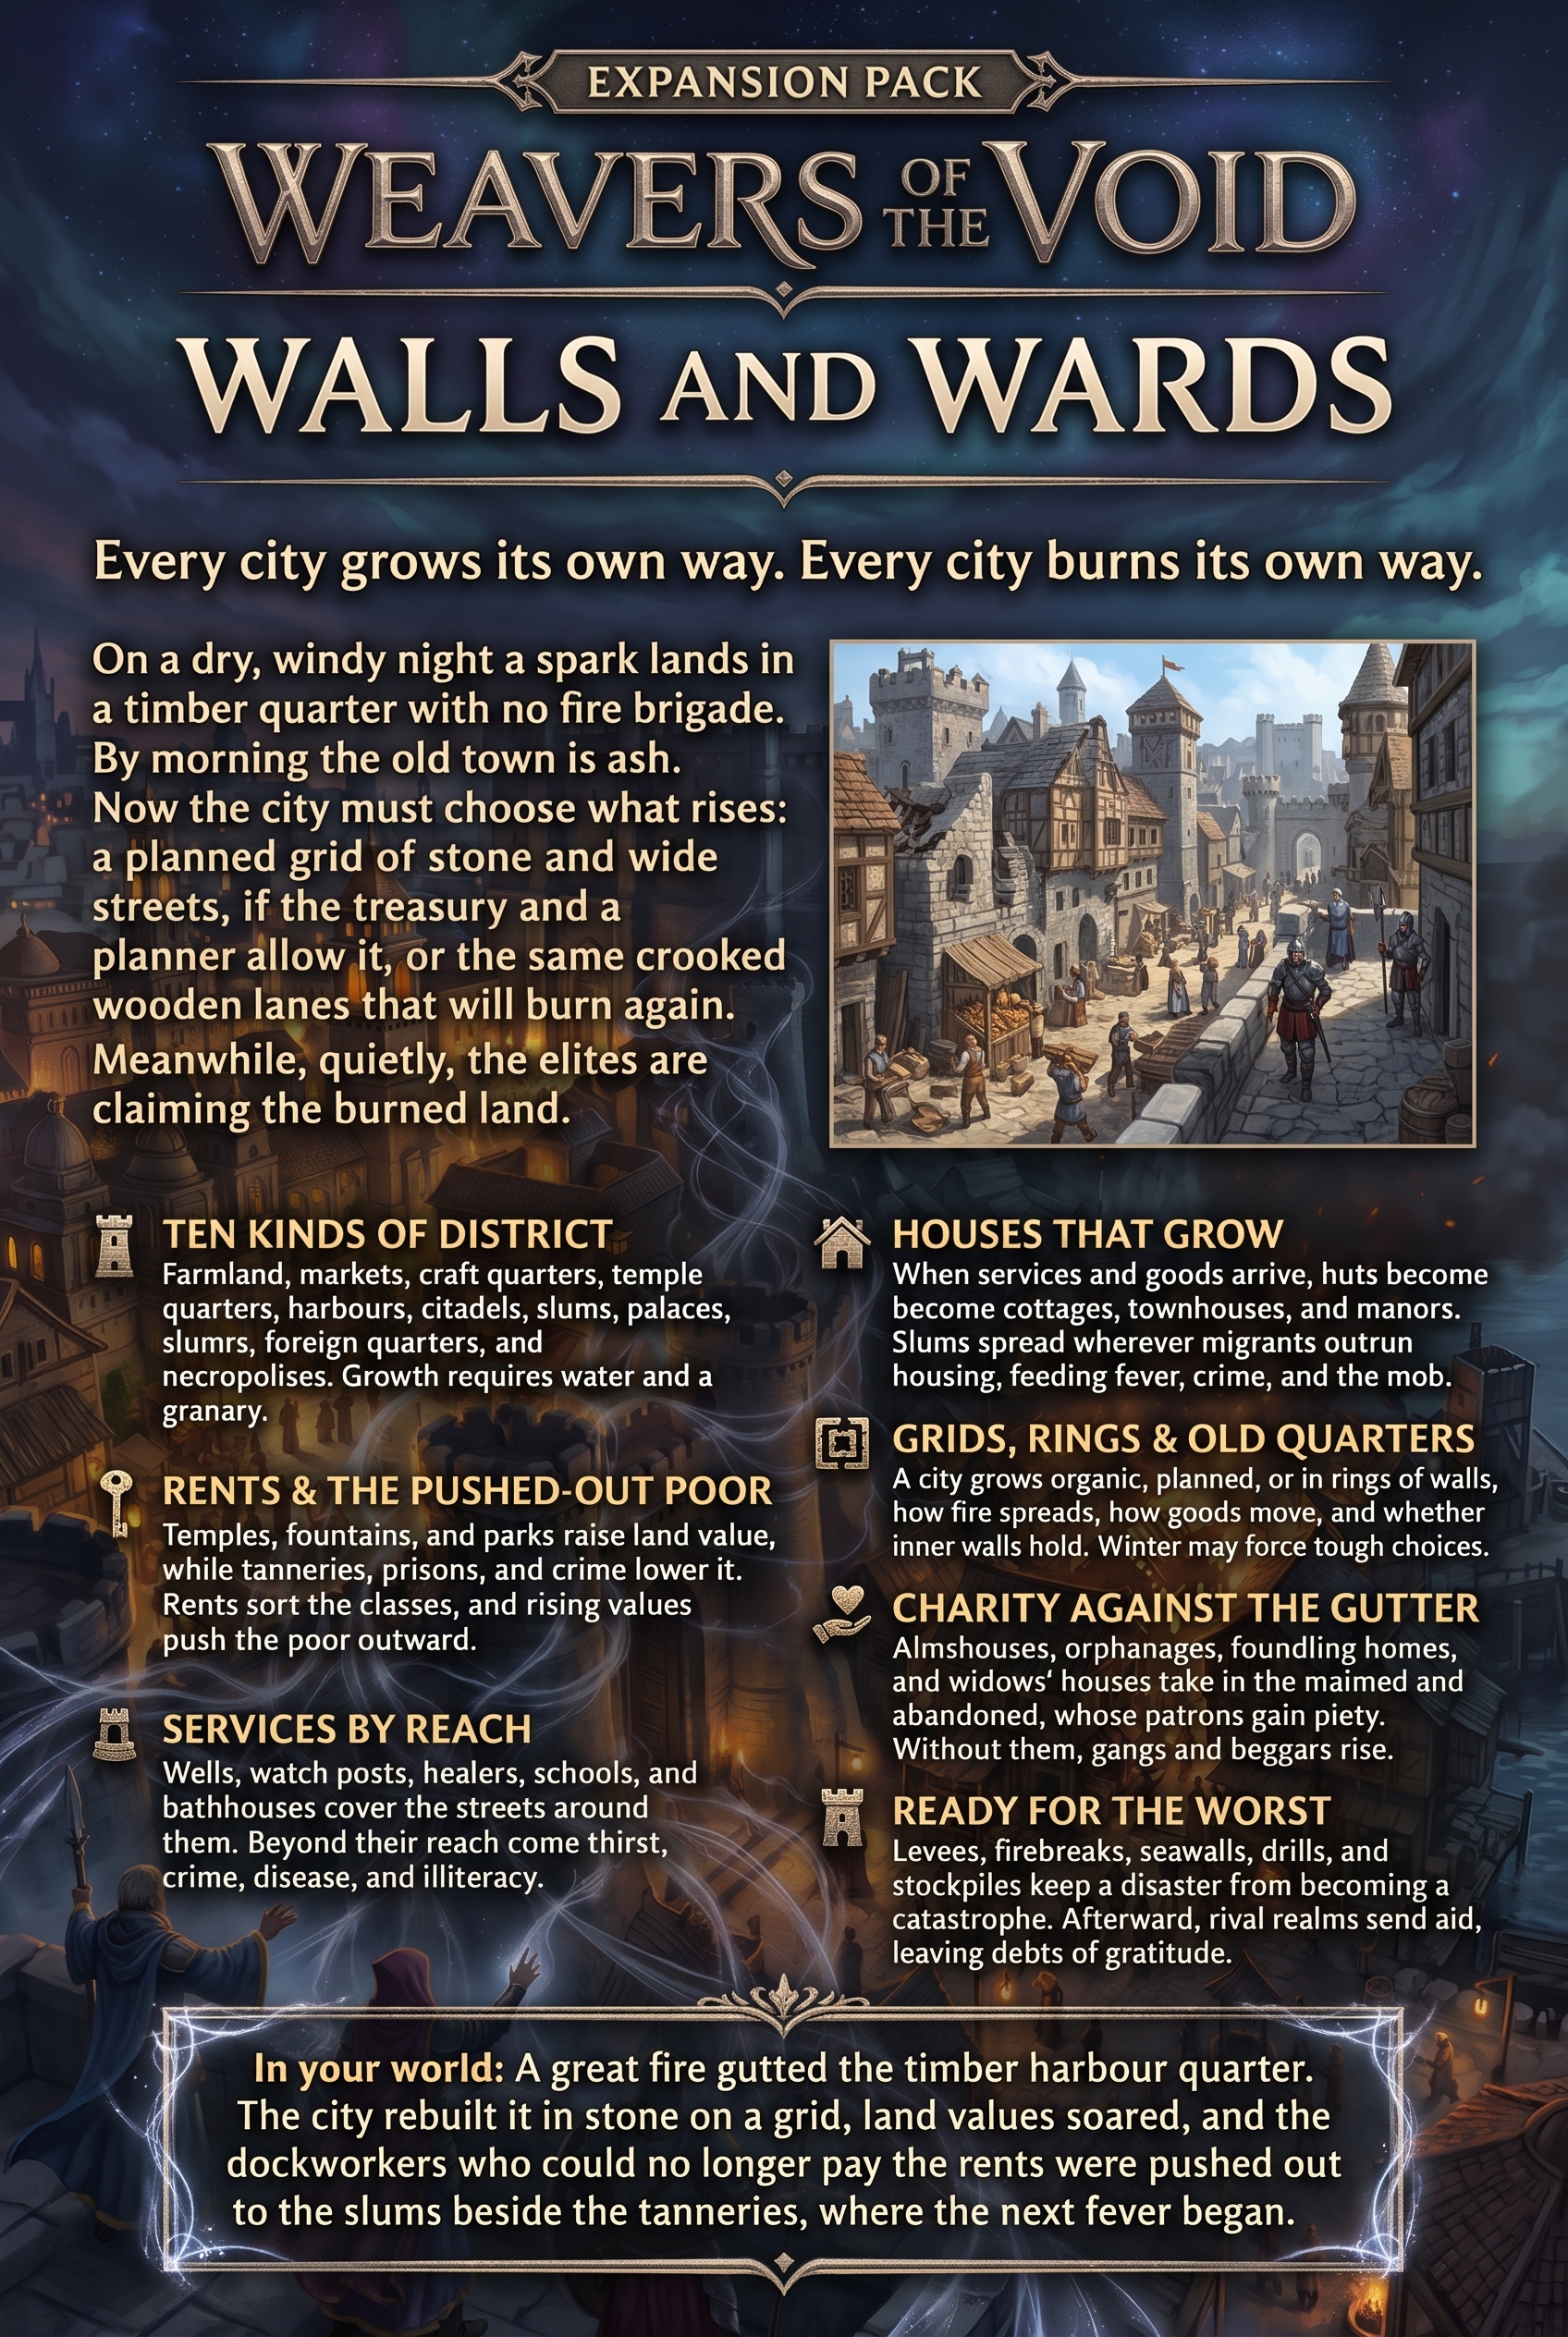 EXPANSION PACK
WEAVERS OF THE VOID
WALLS AND WARDS
Every city grows its own way. Every city burns its own way.
On a dry, windy night a spark lands in
a timber quarter with no fire brigade.
By morning the old town is ash.
Now the city must choose what rises:
a planned grid of stone and wide
streets, if the treasury and a
planner allow it, or the same crooked
wooden lanes that will burn again.
Meanwhile, quietly, the elites are
claiming the burned land.
TEN KINDS OF DISTRICT
Farmland, markets, craft quarters, temple
quarters, harbours, citadels, slums, palaces,
slumrs, foreign quarters, and
necropolises. Growth requires water and a
granary.
RENTS & THE PUSHED-OUT POOR
Temples, fountains, and parks raise land value,
while tanneries, prisons, and crime lower it.
Rents sort the classes, and rising values
push the poor outward.
SERVICES BY REACH
Wells, watch posts, healers, schools, and
bathhouses cover the streets around
them. Beyond their reach come thirst,
crime, disease, and illiteracy.
HOUSES THAT GROW
When services and goods arrive, huts become
become cottages, townhouses, and manors.
Slums spread wherever migrants outrun
housing, feeding fever, crime, and the mob.
GRIDS, RINGS & OLD QUARTERS
A city grows organic, planned, or in rings of walls,
how fire spreads, how goods move, and whether
inner walls hold. Winter may force tough choices.
CHARITY AGAINST THE GUTTER
Almshouses, orphanages, foundling homes,
and widows‘ houses take in the maimed and
abandoned, whose patrons gain piety.
Without them, gangs and beggars rise.
READY FOR THE WORST
Levees, firebreaks, seawalls, drills, and
stockpiles keep a disaster from becoming a
catastrophe. Afterward, rival realms send aid,
leaving debts of gratitude.
In your world: A great fire gutted the timber harbour quarter.
The city rebuilt it in stone on a grid, land values soared, and the
dockworkers who could no longer pay the rents were pushed out
to the slums beside the tanneries, where the next fever began.